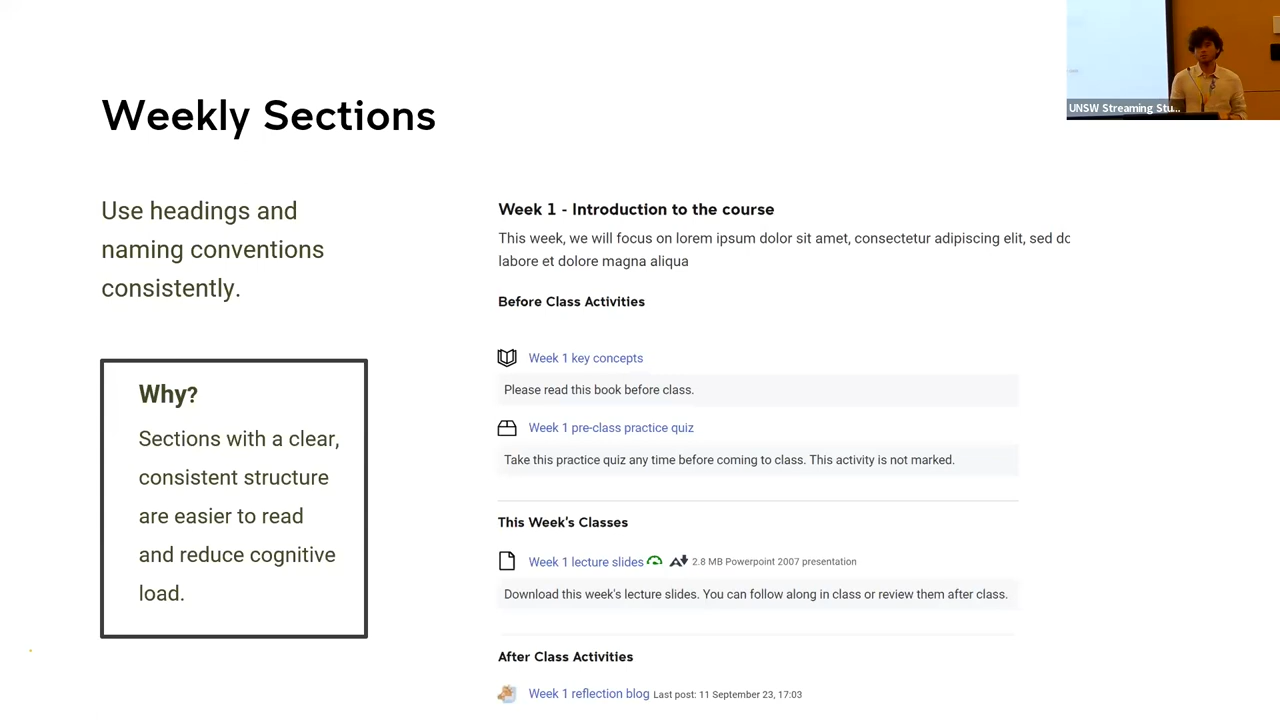 UNSW Streaming Stu...
Weekly Sections
Use headings and
naming conventions
consistently.
Why?
Sections with a clear,
consistent structure
are easier to read
and reduce cognitive
load.
Week 1 - Introduction to the course
This week, we will focus on lorem ipsum dolor sit amet, consectetur adipiscing elit, sed dc
labore et dolore magna aliqua
Before Class Activities
Week 1 key concepts
Please read this book before class.
Week 1 pre-class practice quiz
Take this practice quiz any time before coming to class. This activity is not marked.
This Week's Classes
Week 1 lecture slides 2.8 MB Powerpoint 2007 presentation
Download this week's lecture slides. You can follow along in class or review them after class.
After Class Activities
Week 1 reflection blog Last post: 11 September 23, 17:03